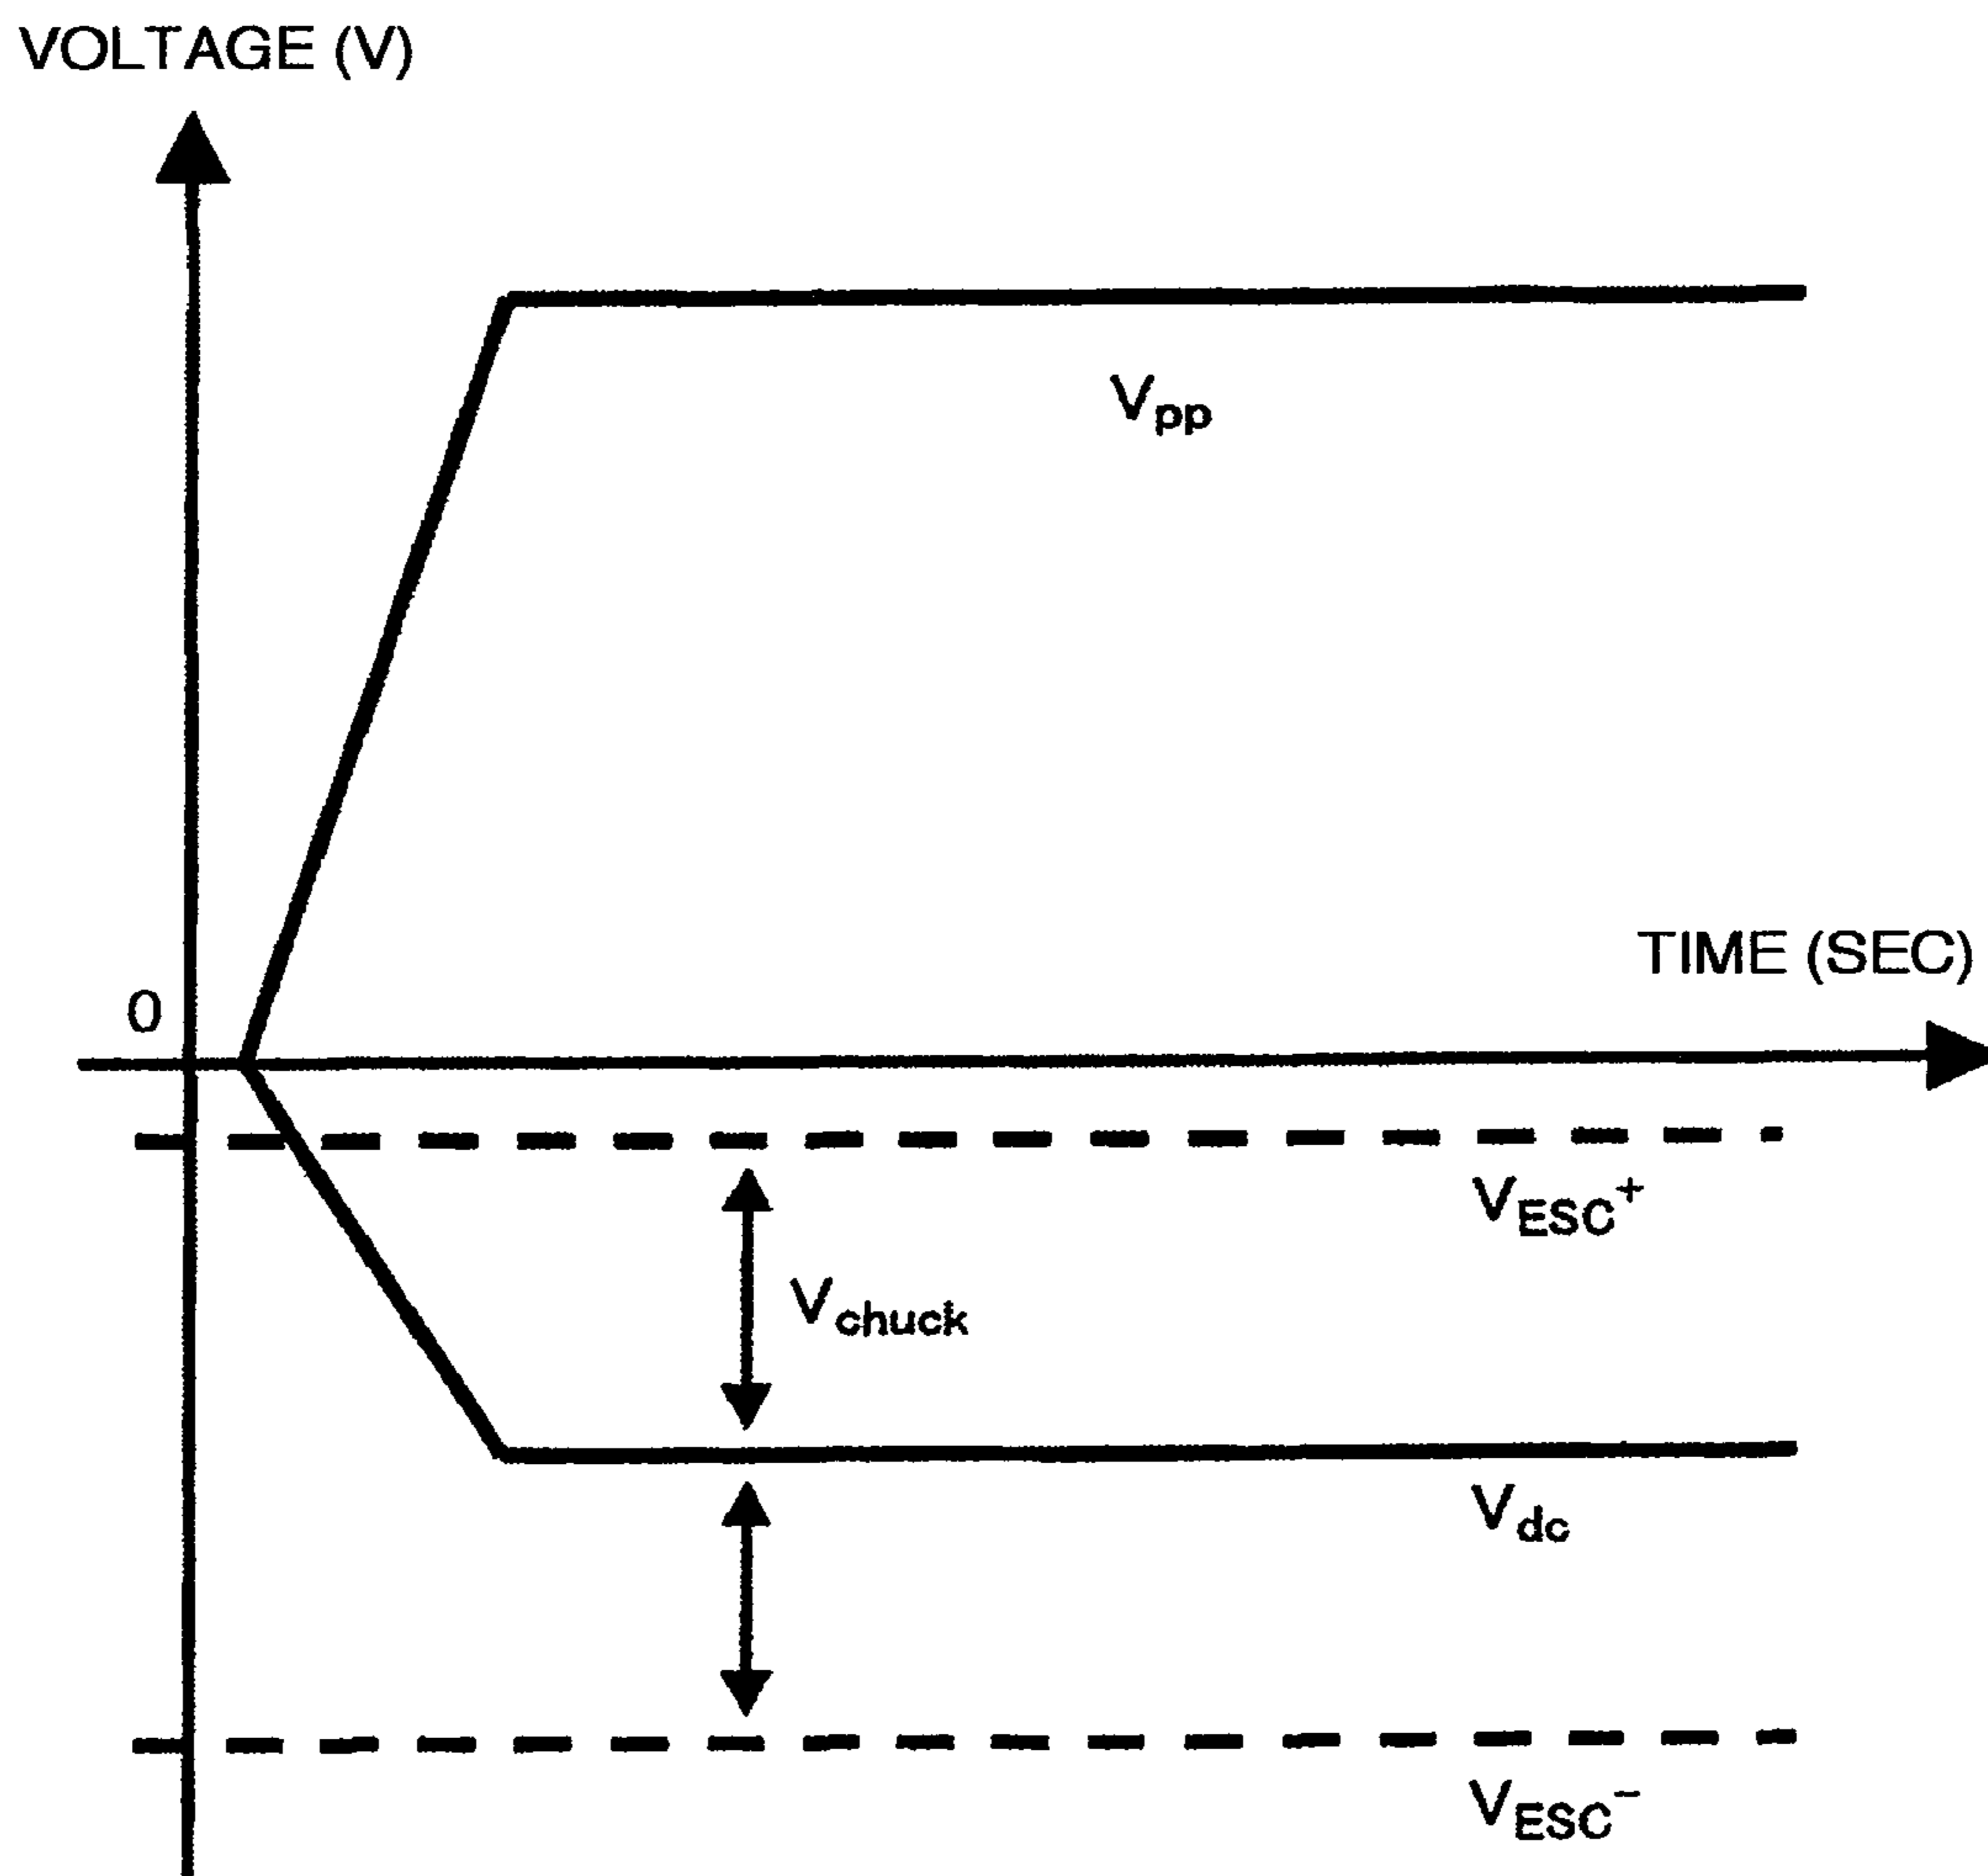 VOLTAGE (V)
Vpp
TIME (SEC)
0
VESC+
Vchuck
Vdc
VESC-